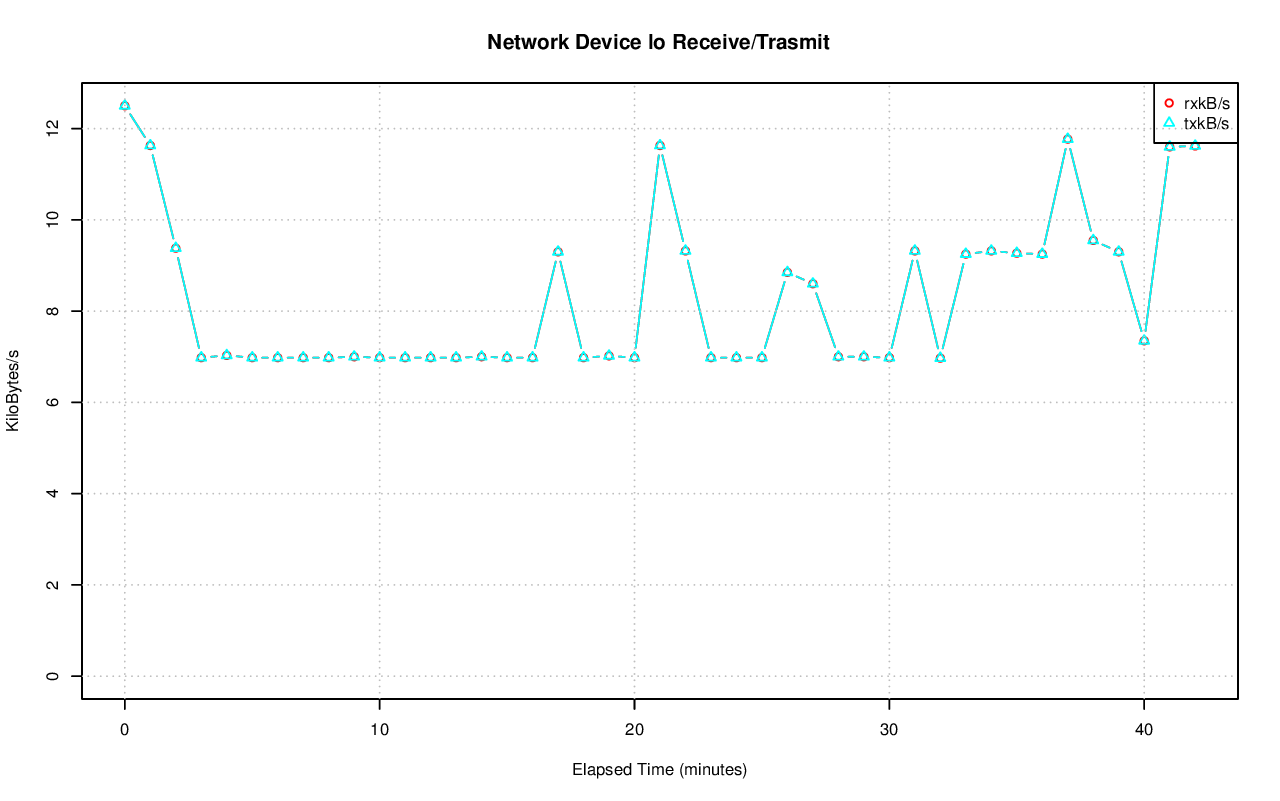 Network Device lo Receive/Trasmit
rxkB/s
txkB/s
12
10
8
6
4
2
0
KiloBytes/s
0 10 20 30 40
Elapsed Time (minutes)